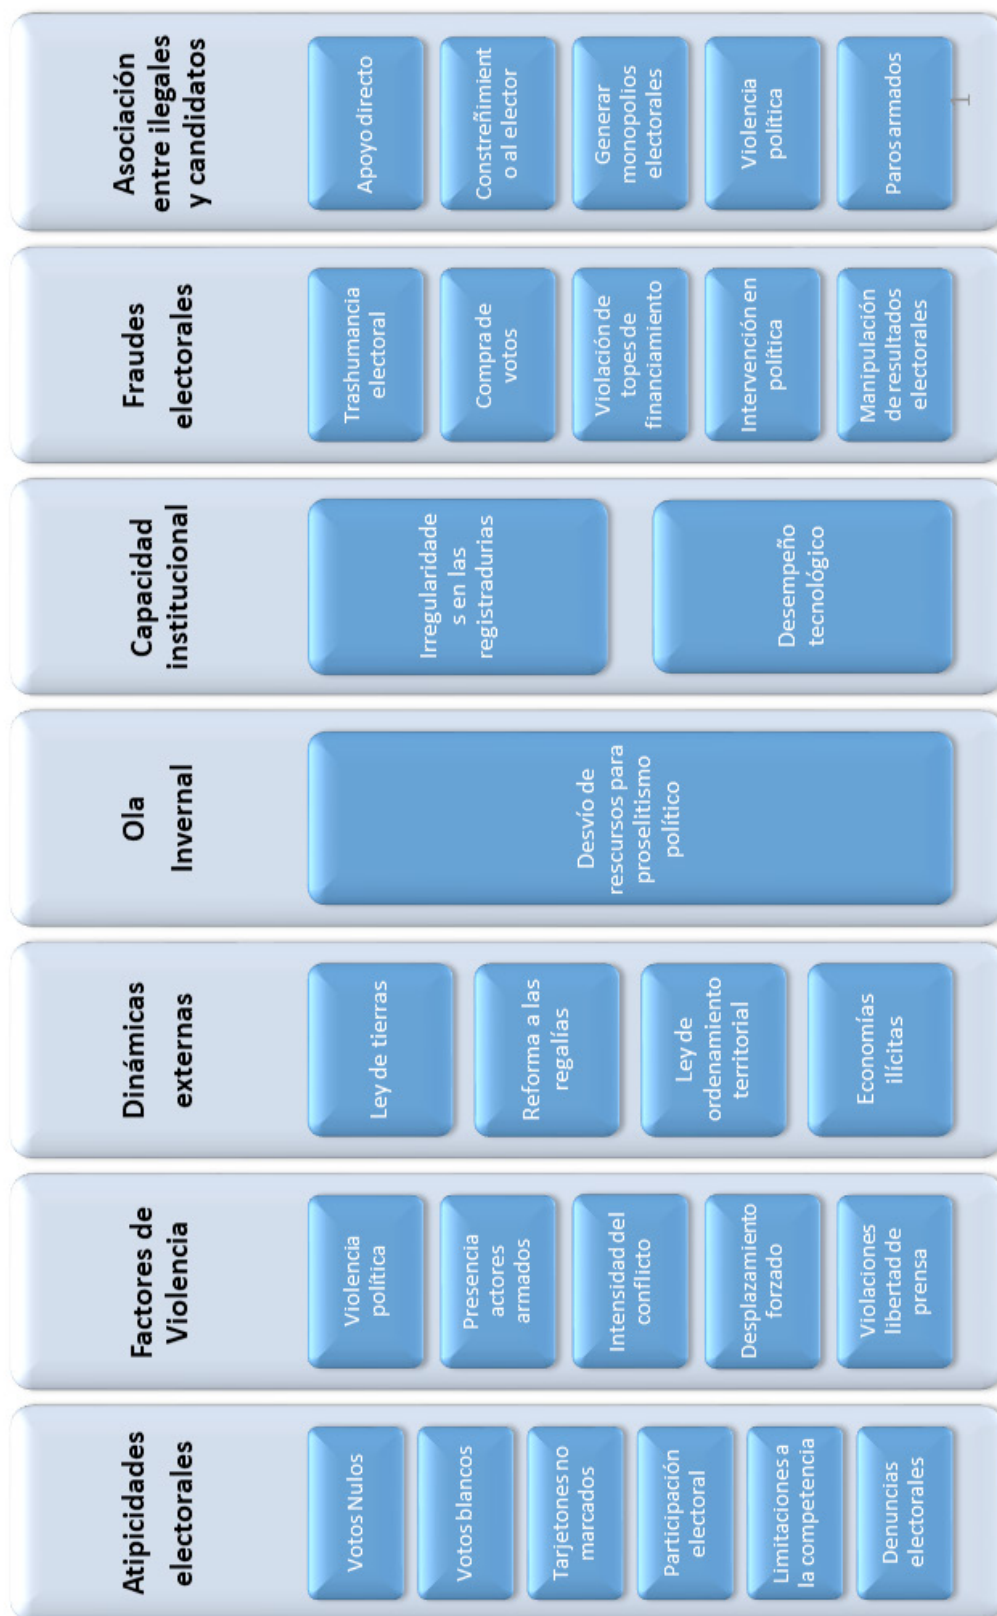 Atipicidades
electorales
Votos Nulos
Votos blancos
Tarjetones no
marcados
Participación
electoral
Limitaciones a
la competencia
Denuncias
electorales
Factores de
Violencia
Violencia
política
Presencia
actores
armados
Intensidad del
conflicto
Desplazamiento
forzado
Violaciones
libertad de
prensa
Dinámicas
externas
Ley de tierras
Reforma a las
regalías
Ley de
ordenamiento
territorial
Economías
ilícitas
Ola
Invernal
Desvío de
rescursos para
proselitismo
político
Capacidad
institucional
Irregularidade
s en las
registradurias
Desempeño
tecnológico
Fraudes
electorales
Trashumancia
electoral
Compra de
votos
Violación de
topes de
financiamiento
Intervención en
política
Manipulación
de resultados
electorales
Asociación
entre ilegales
y candidatos
Apoyo directo
Constreñimient
o al elector
Generar
monopolios
electorales
Violencia
política
Paros armados
1